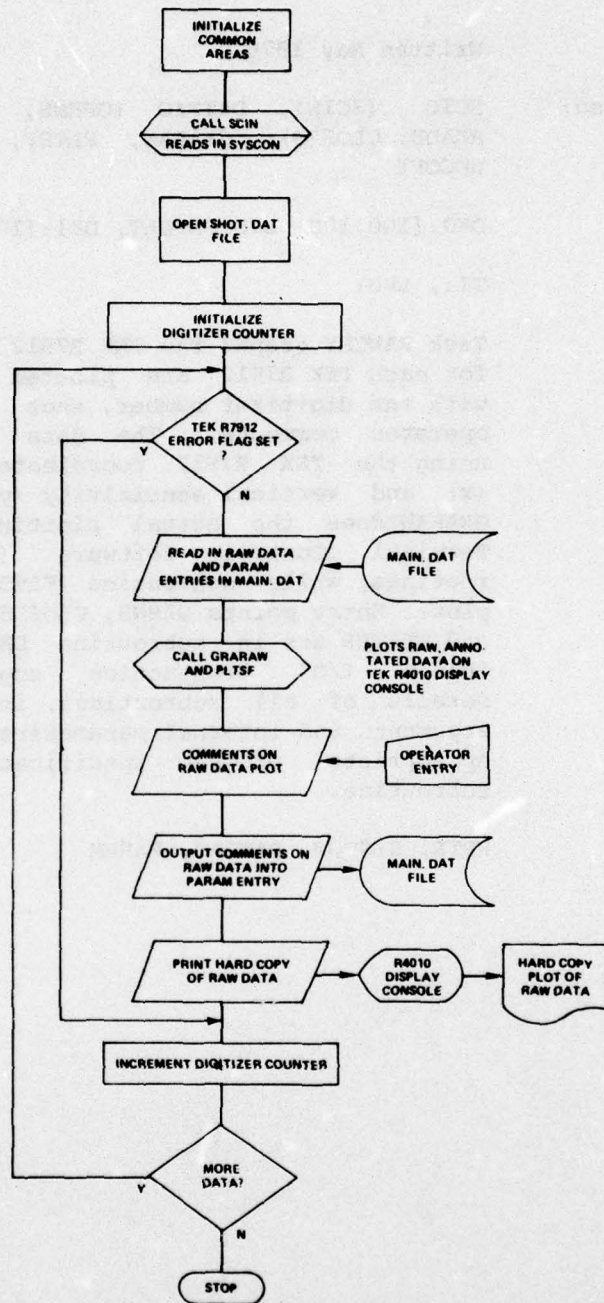 INITIALIZE
COMMON
AREAS
CALL SCIN
READS IN SYSCON
OPEN SHOT. DAT
FILE
INITIALIZE
DIGITIZER COUNTER
TEK R7912
ERROR FLAG SET
Y
N
READ IN RAW DATA
AND PARAM
ENTRIES IN MAIN. DAT
MAIN. DAT
FILE
CALL GRARAW
AND PLTSF
PLOTS RAW, ANNO-
TATED DATA ON
TEK R4010 DISPLAY
CONSOLE
COMMENTS ON
RAW DATA PLOT
OPERATOR
ENTRY
OUTPUT COMMENTS ON
RAW DATA INTO
PARAM ENTRY
MAIN. DAT
FILE
PRINT HARD COPY
OF RAW DATA
R4010
DISPLAY
CONSOLE
HARD COPY
PLOT OF
RAW DATA
INCREMENT DIGITIZER COUNTER
MORE
DATA?
Y
N
STOP